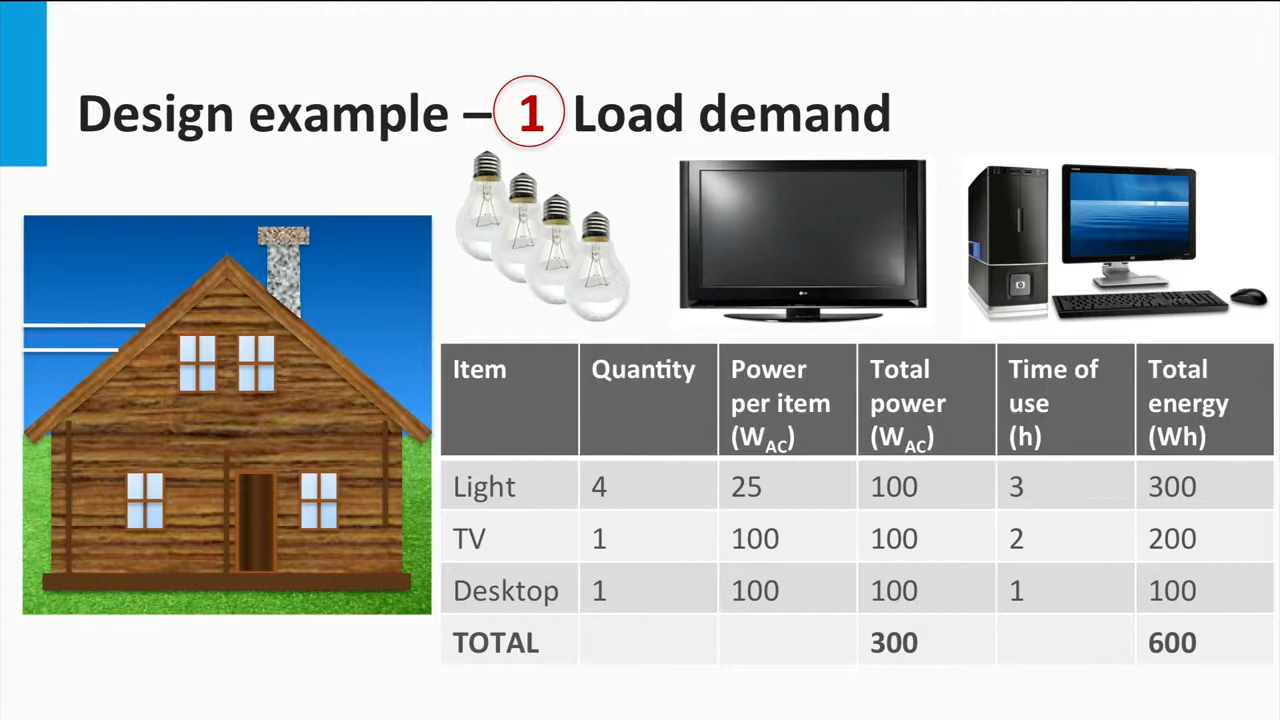 Design example – 1 Load demand
Item Quantity Power per item (W_AC) Total power (W_AC) Time of use (h) Total energy (Wh)
Light 4 25 100 3 300
TV 1 100 100 2 200
Desktop 1 100 100 1 100
TOTAL 300 600